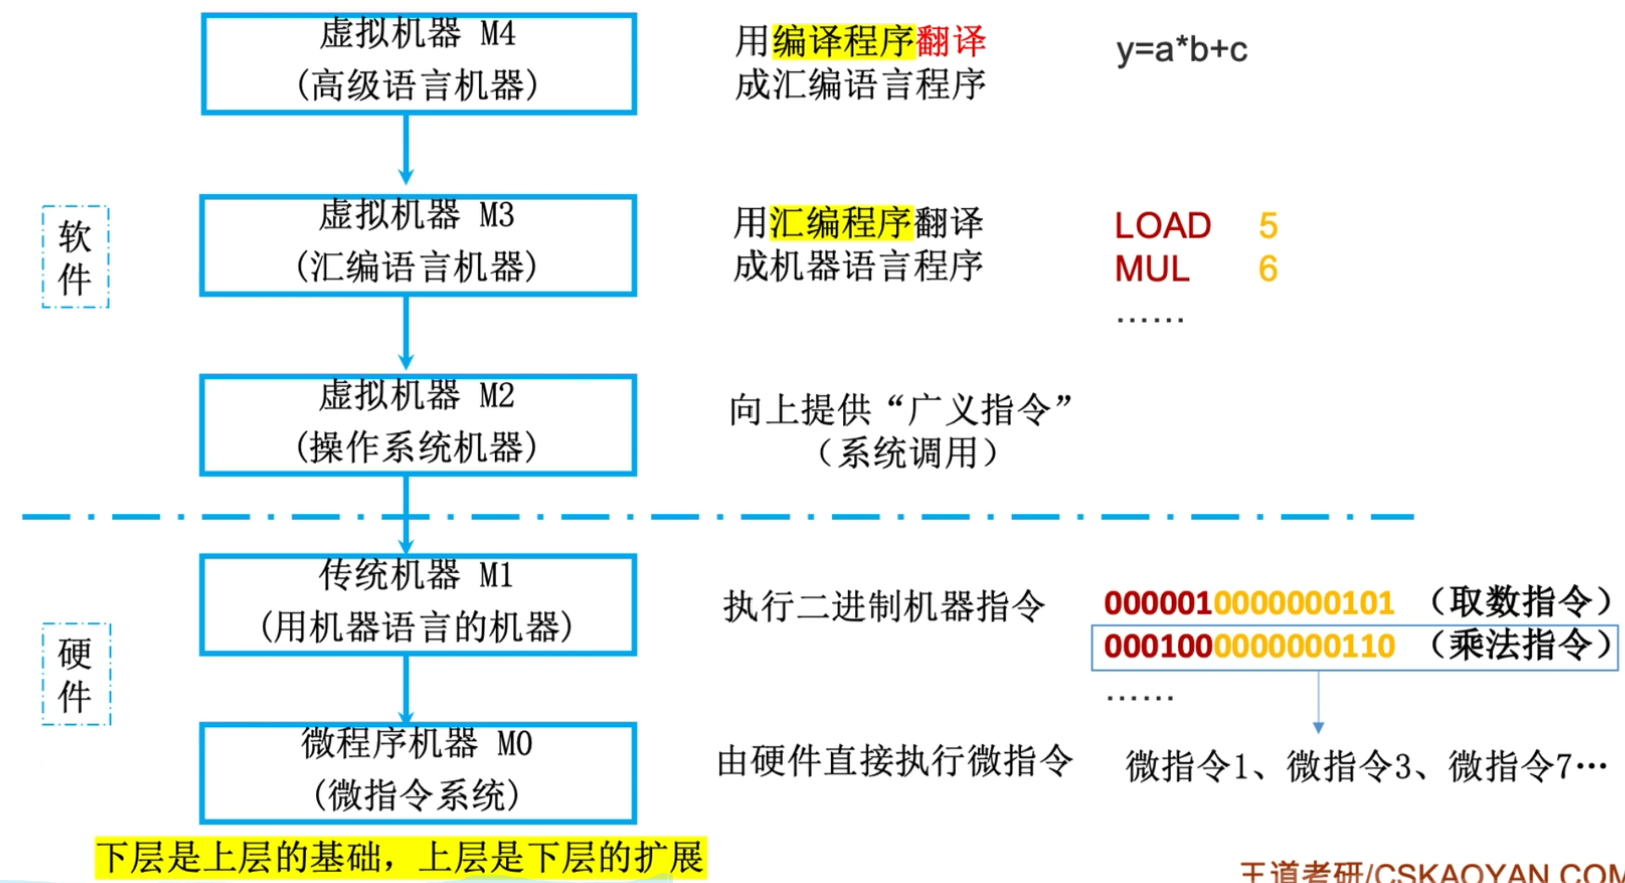 虚拟机器 M4
(高级语言机器)
用编译程序翻译
成汇编语言程序
y=a*b+c
软
件
虚拟机器 M3
(汇编语言机器)
用汇编程序翻译
成机器语言程序
LOAD 5
MUL 6
……
虚拟机器 M2
(操作系统机器)
向上提供“广义指令”
（系统调用）
硬
件
传统机器 M1
(用机器语言的机器)
执行二进制机器指令
0000010000000101 （取数指令）
0001000000000110 （乘法指令）
……
微程序机器 M0
(微指令系统)
由硬件直接执行微指令
微指令1、微指令3、微指令7…
下层是上层的基础，上层是下层的扩展
王道考研/CSKAOYAN.COM